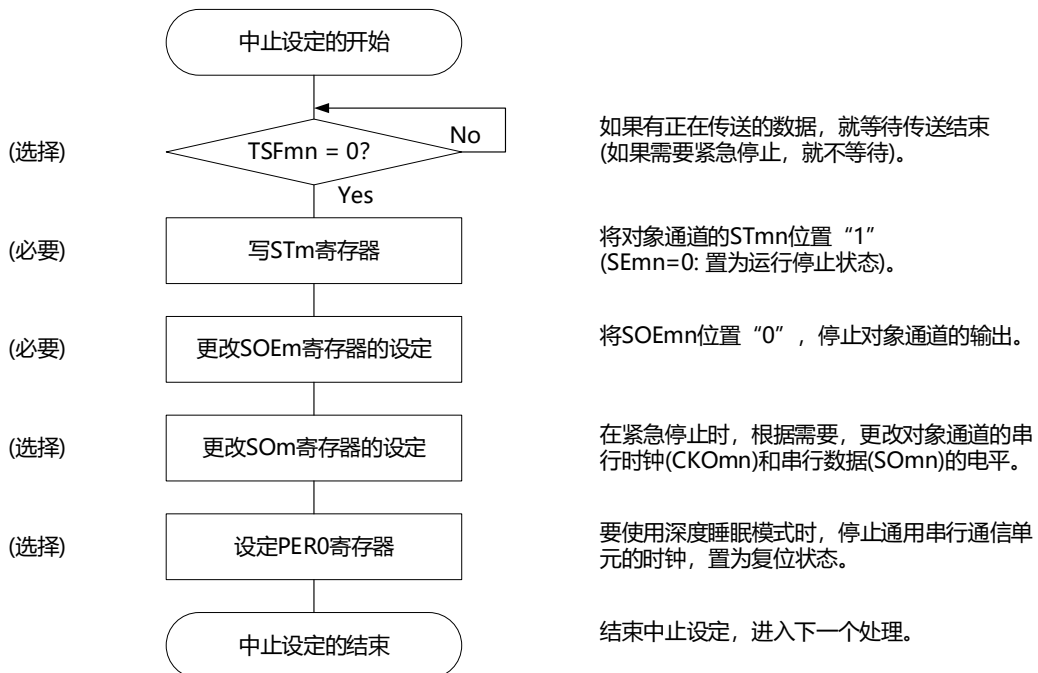 中止设定的开始
(选择)
TSFmn = 0?
No
Yes
如果有正在传送的数据，就等待传送结束
(如果需要紧急停止，就不等待)。
(必要)
写STm寄存器
将对象通道的STmn位置“1”
(SEmn=0: 置为运行停止状态)。
(必要)
更改SOEm寄存器的设定
将SOEmn位置“0”，停止对象通道的输出。
(选择)
更改SOm寄存器的设定
在紧急停止时，根据需要，更改对象通道的串
行时钟(CKOmn)和串行数据(SOmn)的电平。
(选择)
设定PER0寄存器
要使用深度睡眠模式时，停止通用串行通信单
元的时钟，置为复位状态。
中止设定的结束
结束中止设定，进入下一个处理。